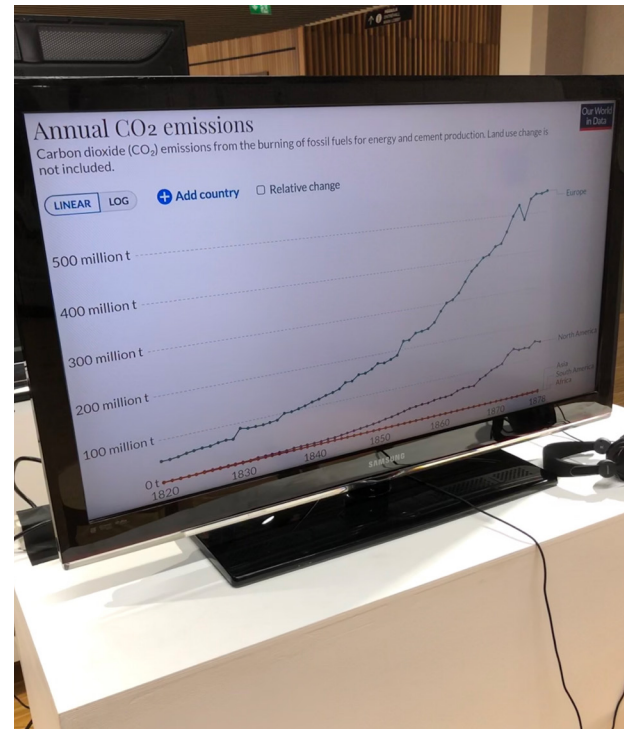 Annual CO2 emissions
Our World
in Data
Carbon dioxide (CO₂) emissions from the burning of fossil fuels for energy and cement production. Land use change is
not included.
LINEAR LOG
Add country
Relative change
Europe
500 million t
400 million t
300 million t
North America
200 million t
Asia
South America
Africa
100 million t
0 t
1820
1830
1840
1850
1860
1870
1876
SAMSUNG